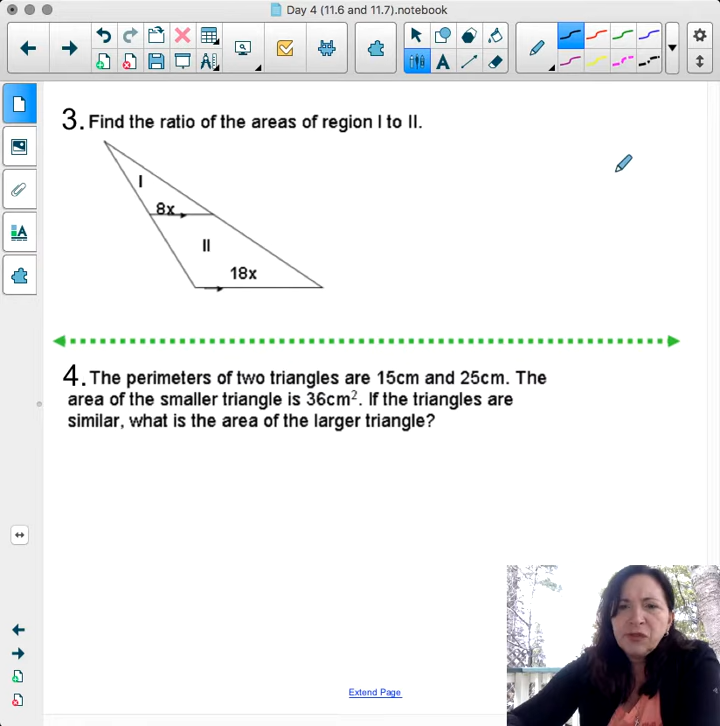 Day 4 (11.6 and 11.7).notebook
A
A
3. Find the ratio of the areas of region I to II.
I
8x
II
18x
4. The perimeters of two triangles are 15cm and 25cm. The
area of the smaller triangle is 36cm². If the triangles are
similar, what is the area of the larger triangle?
Extend Page